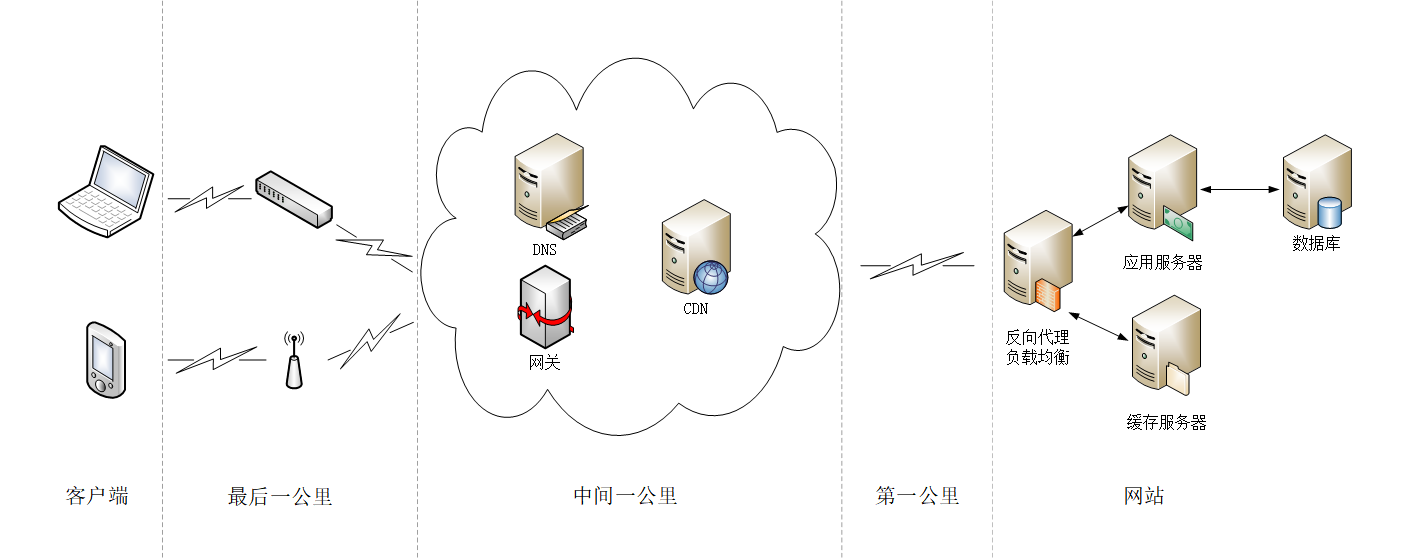 DNS
网关
CDN
反向代理
负载均衡
应用服务器
数据库
缓存服务器
客户端
最后一公里
中间一公里
第一公里
网站